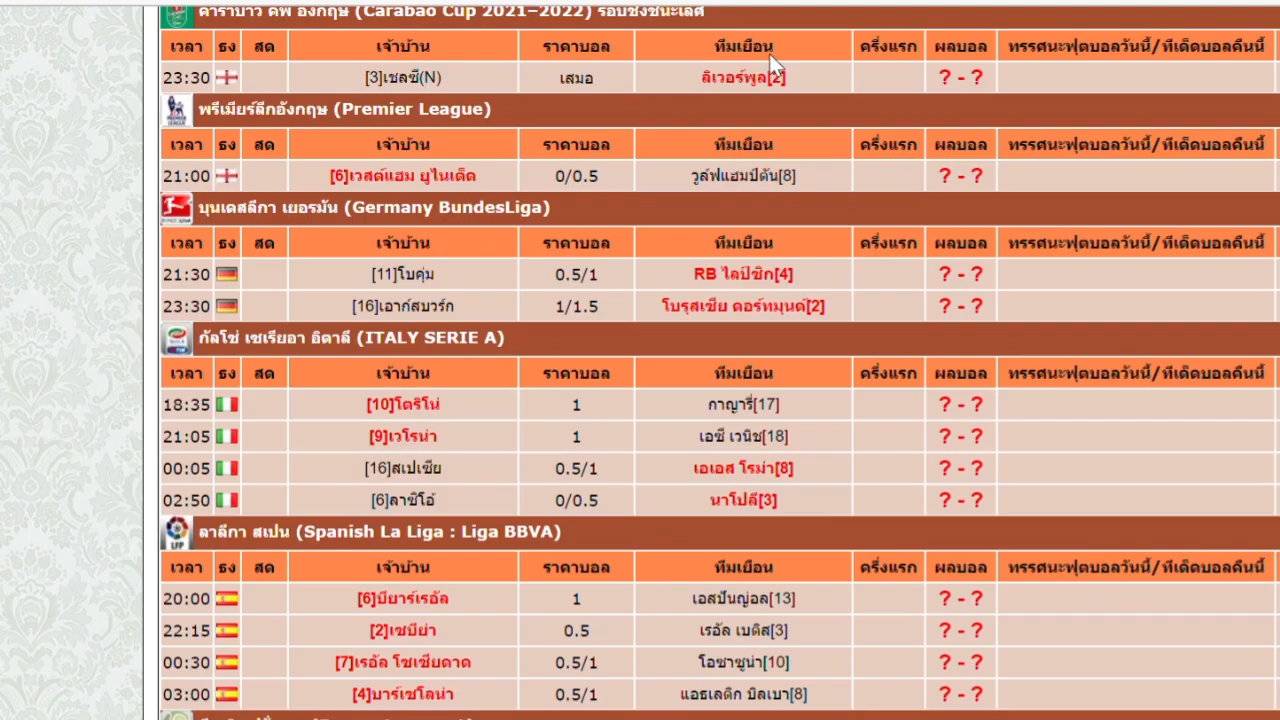 คาราบาว คัพ อังกฤษ (Carabao Cup 2021-2022) รอบชิงชนะเลิศ
เวลา ธง สด เจ้าบ้าน ราคาบอล ทีมเยือน ครึ่งแรก ผลบอล ทรรศนะฟุตบอลวันนี้/ทีเด็ดบอลคืนนี้
23:30 [3]เชลซี(N) เสมอ ลิเวอร์พูล[2] ? - ?
พรีเมียร์ลีกอังกฤษ (Premier League)
เวลา ธง สด เจ้าบ้าน ราคาบอล ทีมเยือน ครึ่งแรก ผลบอล ทรรศนะฟุตบอลวันนี้/ทีเด็ดบอลคืนนี้
21:00 [6]เวสต์แฮม ยูไนเต็ด 0/0.5 วูล์ฟแฮมป์ตัน[8] ? - ?
บุนเดสลีกา เยอรมัน (Germany BundesLiga)
เวลา ธง สด เจ้าบ้าน ราคาบอล ทีมเยือน ครึ่งแรก ผลบอล ทรรศนะฟุตบอลวันนี้/ทีเด็ดบอลคืนนี้
21:30 [11]โบคุ่ม 0.5/1 RB ไลป์ซิก[4] ? - ?
23:30 [16]เอาก์สบวร์ก 1/1.5 โบรุสเซีย ดอร์ทมุนด์[2] ? - ?
กัลโช่ เซเรียอา อิตาลี (ITALY SERIE A)
เวลา ธง สด เจ้าบ้าน ราคาบอล ทีมเยือน ครึ่งแรก ผลบอล ทรรศนะฟุตบอลวันนี้/ทีเด็ดบอลคืนนี้
18:35 [10]โตริโน่ 1 กาญารี่[17] ? - ?
21:05 [9]เวโรน่า 1 เอซี เวนิช[18] ? - ?
00:05 [16]สเปเซีย 0.5/1 เอเอส โรม่า[8] ? - ?
02:50 [6]ลาซิโอ้ 0/0.5 นาโปลี[3] ? - ?
ลาลีกา สเปน (Spanish La Liga : Liga BBVA)
เวลา ธง สด เจ้าบ้าน ราคาบอล ทีมเยือน ครึ่งแรก ผลบอล ทรรศนะฟุตบอลวันนี้/ทีเด็ดบอลคืนนี้
20:00 [6]บียาร์เรอัล 1 เอสปันญ่อล[13] ? - ?
22:15 [2]เซบีย่า 0.5 เรอัล เบติส[3] ? - ?
00:30 [7]เรอัล โซเซียดาด 0.5/1 โอซาซูน่า[10] ? - ?
03:00 [4]บาร์เซโลน่า 0.5/1 แอธเลติก บิลเบา[8] ? - ?